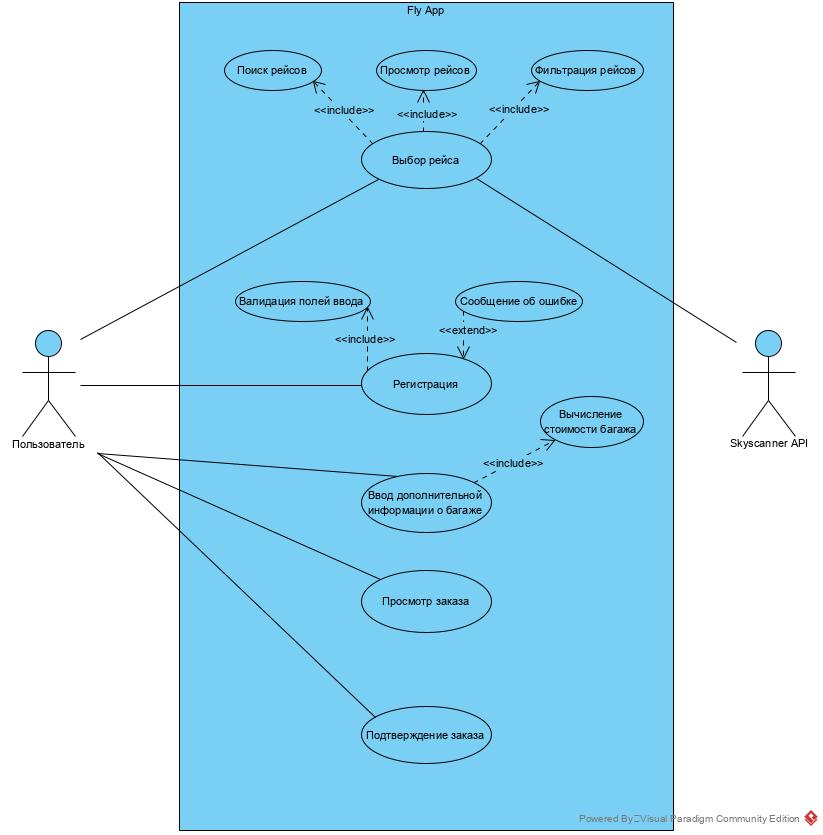 Fly App
Поиск рейсов
Просмотр рейсов
Фильтрация рейсов
<<include>>
<<include>>
<<include>>
Выбор рейса
Валидация полей ввода
Сообщение об ошибке
<<include>>
<<extend>>
Регистрация
Пользователь
Skyscanner API
Вычисление
стоимости багажа
<<include>>
Ввод дополнительной
информации о багаже
Просмотр заказа
Подтверждение заказа
Powered By Visual Paradigm Community Edition